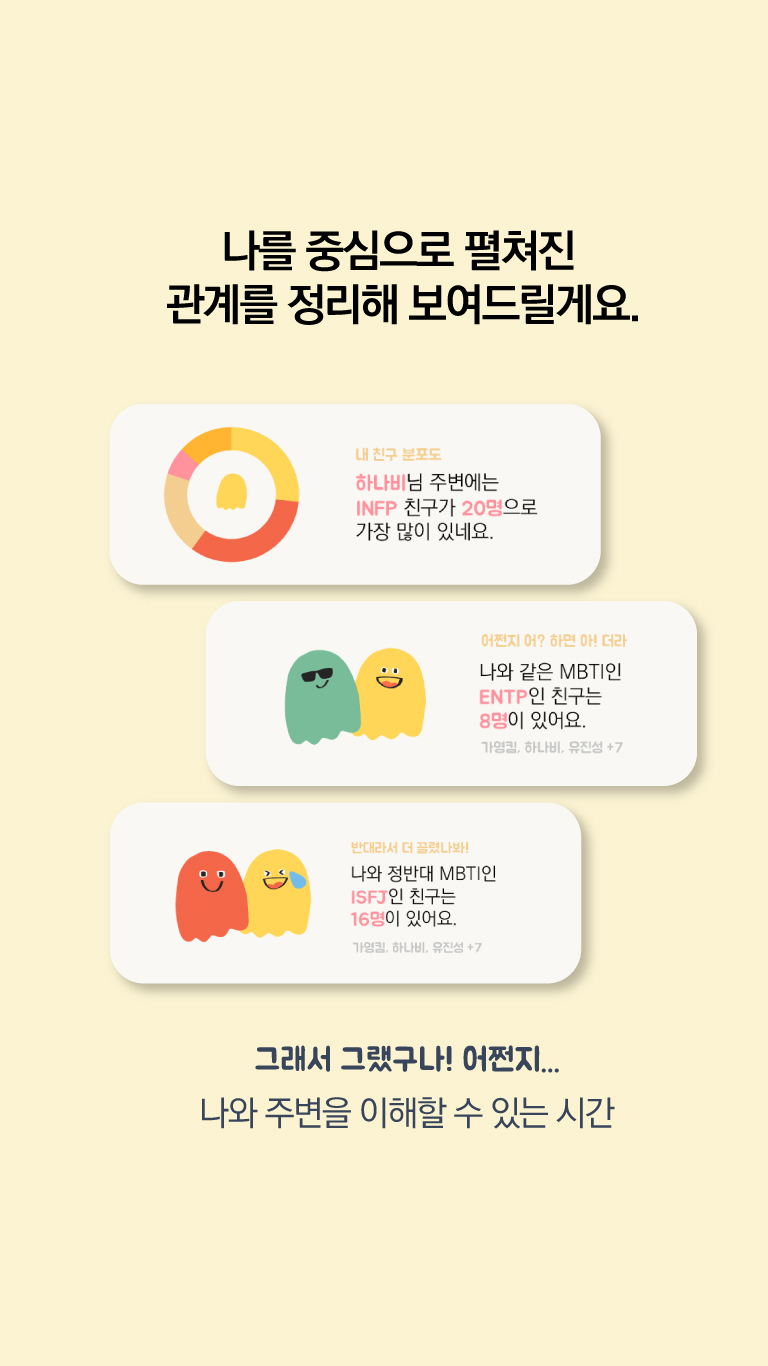 나를 중심으로 펼쳐진
관계를 정리해 보여드릴게요.
내 친구 분포도
하나비님 주변에는
INFP 친구가 20명으로
가장 많이 있네요.
어쩐지 어? 하면 아! 더라
나와 같은 MBTI인
ENTP인 친구는
8명이 있어요.
가영킴, 하나비, 유진성 +7
반대라서 더 끌렸나봐!
나와 정반대 MBTI인
ISFJ인 친구는
16명이 있어요.
가영킴, 하나비, 유진성 +7
그래서 그랬구나! 어쩐지...
나와 주변을 이해할 수 있는 시간